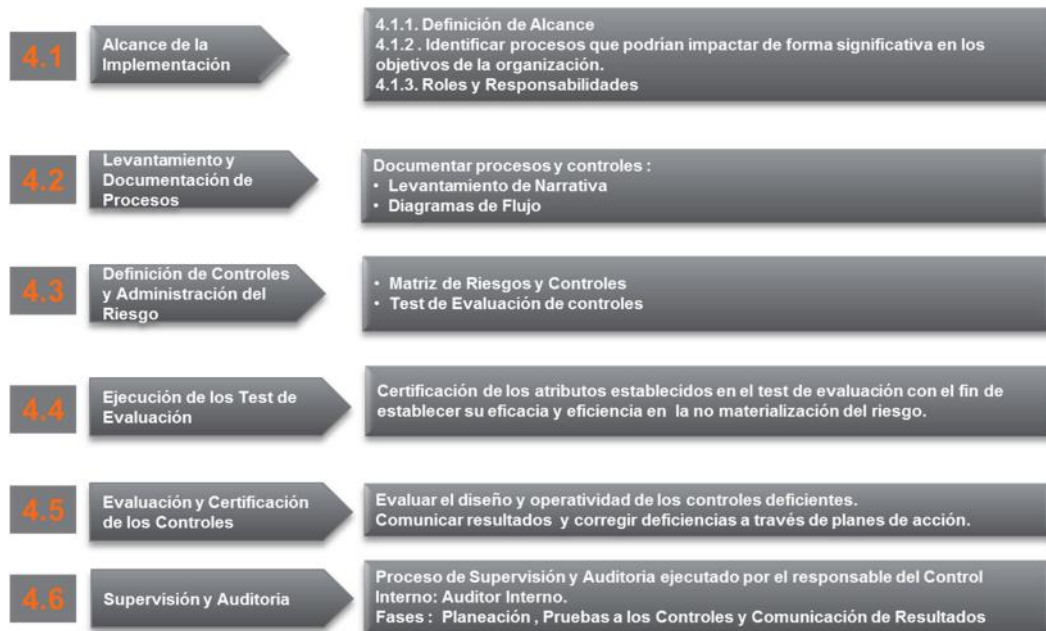 4.1
Alcance de la
Implementación
4.1.1. Definición de Alcance
4.1.2 . Identificar procesos que podrían impactar de forma significativa en los
objetivos de la organización.
4.1.3. Roles y Responsabilidades
4.2
Levantamiento y
Documentación de
Procesos
Documentar procesos y controles :
• Levantamiento de Narrativa
• Diagramas de Flujo
4.3
Definición de Controles
y Administración del
Riesgo
• Matriz de Riesgos y Controles
• Test de Evaluación de controles
4.4
Ejecución de los Test de
Evaluación
Certificación de los atributos establecidos en el test de evaluación con el fin de
establecer su eficacia y eficiencia en la no materialización del riesgo.
4.5
Evaluación y Certificación
de los Controles
Evaluar el diseño y operatividad de los controles deficientes.
Comunicar resultados y corregir deficiencias a través de planes de acción.
4.6
Supervisión y Auditoria
Proceso de Supervisión y Auditoria ejecutado por el responsable del Control
Interno: Auditor Interno.
Fases : Planeación , Pruebas a los Controles y Comunicación de Resultados